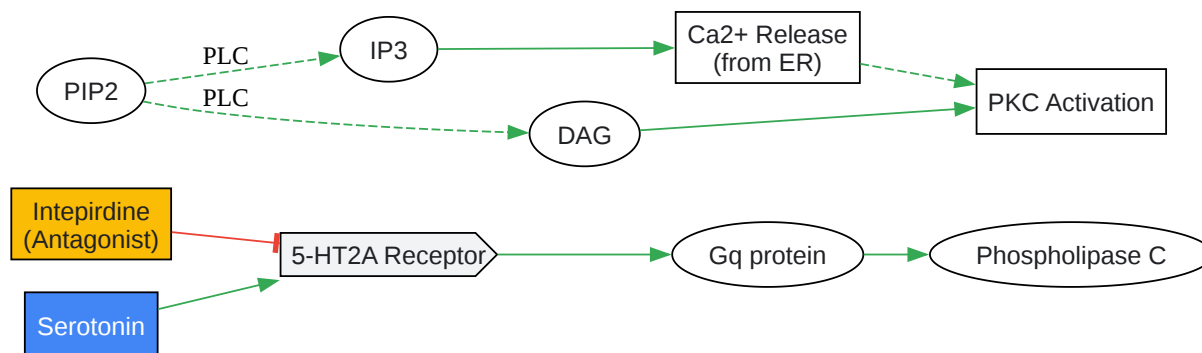 PIP2
PLC
PLC
IP3
Ca2+ Release
(from ER)
DAG
PKC Activation
Intepirdine
(Antagonist)
Serotonin
5-HT2A Receptor
Gq protein
Phospholipase C